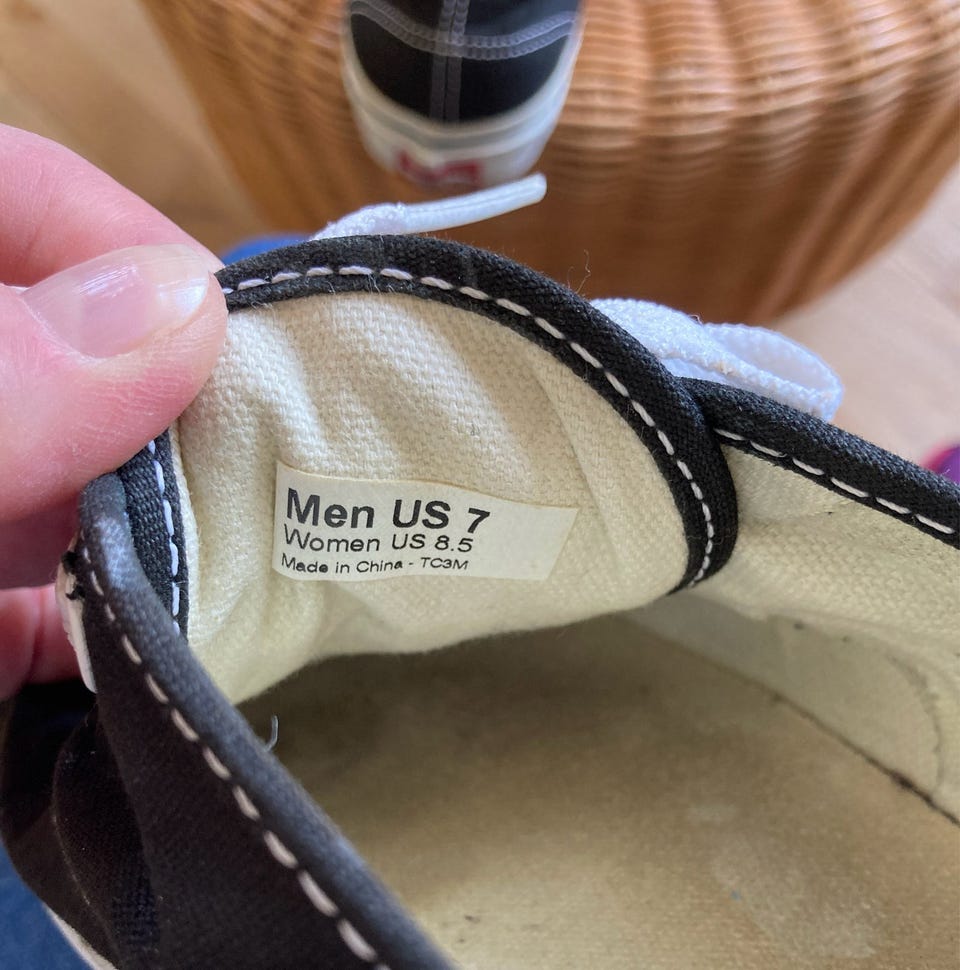 Men US 7
Women US 8.5
Made in China - TC3M